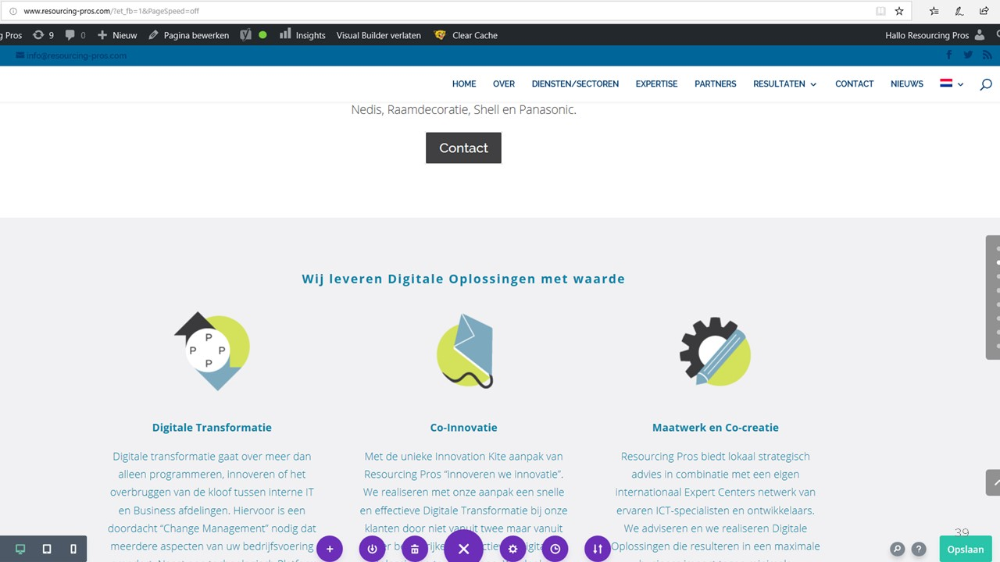 www.resourcing-pros.com/?et_fb=1&PageSpeed=off
g Pros 9 0 Nieuw Pagina bewerken Insights Visual Builder verlaten Clear Cache Hallo Resourcing Pros
info@resourcing-pros.com
HOME OVER DIENSTEN/SECTOREN EXPERTISE PARTNERS RESULTATEN CONTACT NIEUWS
Nedis, Raamdecoratie, Shell en Panasonic.
Contact
Wij leveren Digitale Oplossingen met waarde
P
P P
P
Digitale Transformatie
Digitale transformatie gaat over meer dan
alleen programmeren, innoveren of het
overbruggen van de kloof tussen interne IT
en Business afdelingen. Hiervoor is een
doordacht “Change Management” nodig dat
meerdere aspecten van uw bedrijfsvoering
Co-Innovatie
Met de unieke Innovation Kite aanpak van
Resourcing Pros “innoveren we innovatie”.
We realiseren met onze aanpak een snelle
en effectieve Digitale Transformatie bij onze
klanten door niet vanuit twee maar vanuit
Maatwerk en Co-creatie
Resourcing Pros biedt lokaal strategisch
advies in combinatie met een eigen
internationaal Expert Centers netwerk van
ervaren ICT-specialisten en ontwikkelaars.
We adviseren en we realiseren Digitale
Oplossingen die resulteren in een maximale
39
Opslaan